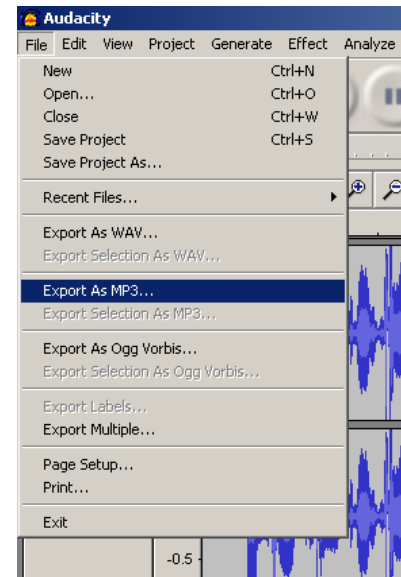 Audacity
File Edit View Project Generate Effect Analyze
New Ctrl+N
Open... Ctrl+O
Close Ctrl+W
Save Project Ctrl+S
Save Project As...
Recent Files...
Export As WAV...
Export Selection As WAV...
Export As MP3...
Export Selection As MP3...
Export As Ogg Vorbis...
Export Selection As Ogg Vorbis...
Export Labels...
Export Multiple...
Page Setup...
Print...
Exit
-0.5